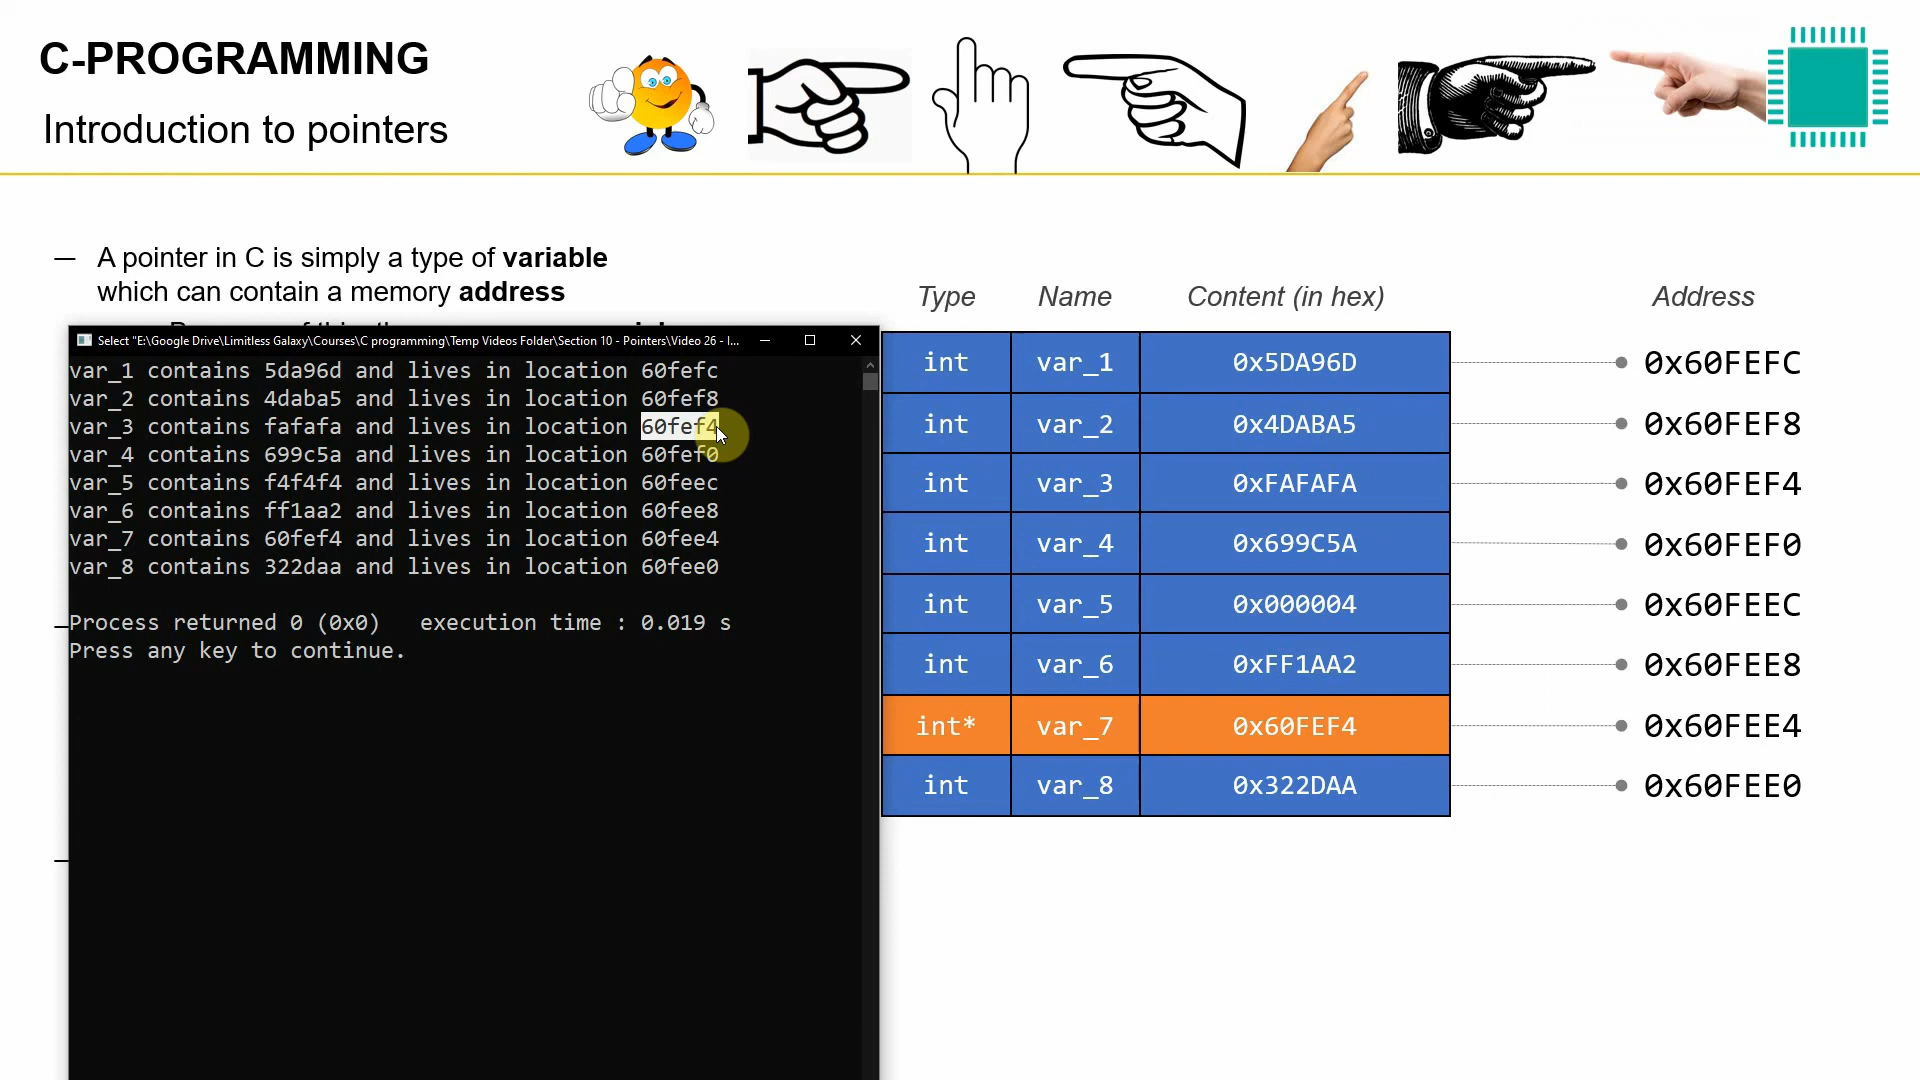 C-PROGRAMMING
Introduction to pointers
— A pointer in C is simply a type of variable
which can contain a memory address
Select "E:\Google Drive\Limitless Galaxy\Courses\C programming\Temp Videos Folder\Section 10 - Pointers\Video 26 - I...
var_1 contains 5da96d and lives in location 60fefc
var_2 contains 4daba5 and lives in location 60fef8
var_3 contains fafafa and lives in location 60fef4
var_4 contains 699c5a and lives in location 60fef0
var_5 contains f4f4f4 and lives in location 60feec
var_6 contains ff1aa2 and lives in location 60fee8
var_7 contains 60fef4 and lives in location 60fee4
var_8 contains 322daa and lives in location 60fee0
Process returned 0 (0x0) execution time : 0.019 s
Press any key to continue.
Type Name Content (in hex) Address
int var_1 0x5DA96D 0x60FEFC
int var_2 0x4DABA5 0x60FEF8
int var_3 0xFAFAFA 0x60FEF4
int var_4 0x699C5A 0x60FEF0
int var_5 0x000004 0x60FEEC
int var_6 0xFF1AA2 0x60FEE8
int* var_7 0x60FEF4 0x60FEE4
int var_8 0x322DAA 0x60FEE0